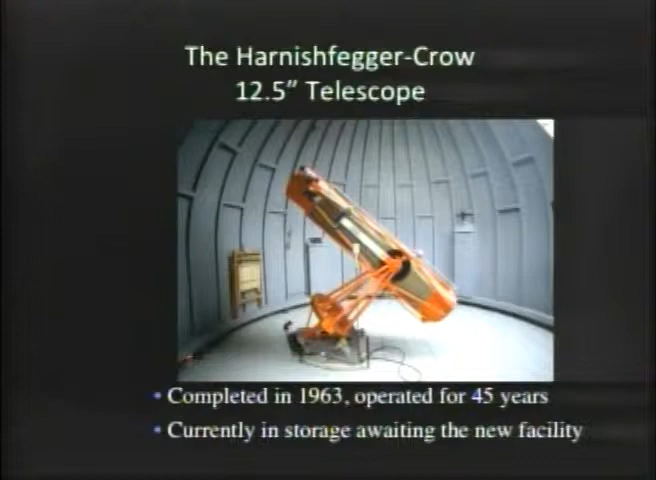 The Harnishfegger-Crow
12.5" Telescope
• Completed in 1963, operated for 45 years
• Currently in storage awaiting the new facility